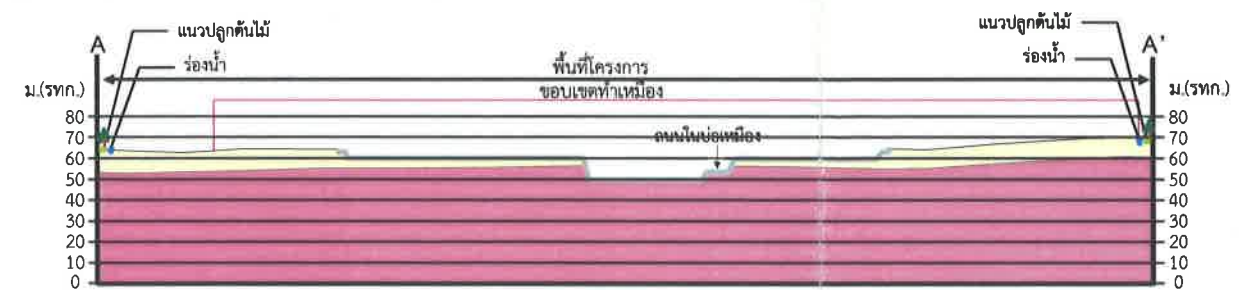 แนวปลูกต้นไม้
แนวปลูกต้นไม้
A
A'
ร่องน้ำ
ร่องน้ำ
พื้นที่โครงการ
ม.(รทก.)
ขอบเขตทำเหมือง
ม.(รทก.)
80
80
70
ถนนในบ่อเหมือง
70
60
60
50
50
40
40
30
30
20
20
10
10
0
0